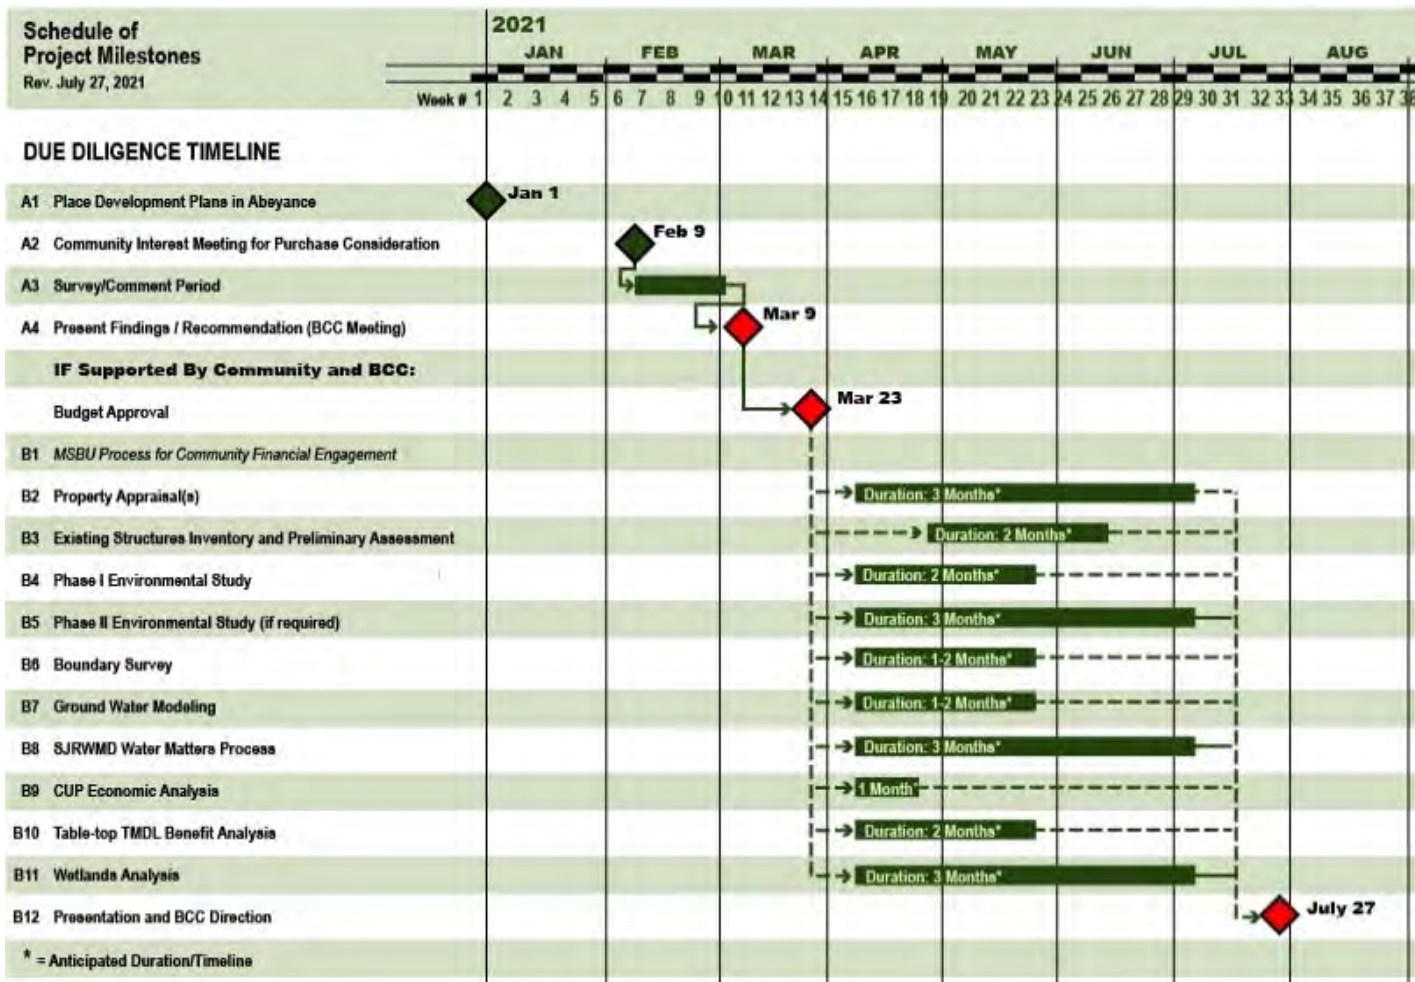 Schedule of
Project Milestones
Rev. July 27, 2021
2021
JAN FEB MAR APR MAY JUN JUL AUG
Week # 1 2 3 4 5 6 7 8 9 10 11 12 13 14 15 16 17 18 19 20 21 22 23 24 25 26 27 28 29 30 31 32 33 34 35 36 37 38
DUE DILIGENCE TIMELINE
A1 Place Development Plans in Abeyance Jan 1
A2 Community Interest Meeting for Purchase Consideration Feb 9
A3 Survey/Comment Period
A4 Present Findings / Recommendation (BCC Meeting) Mar 9
IF Supported By Community and BCC:
Budget Approval Mar 23
B1 MSBU Process for Community Financial Engagement
B2 Property Appraisal(s) Duration: 3 Months*
B3 Existing Structures Inventory and Preliminary Assessment Duration: 2 Months*
B4 Phase I Environmental Study Duration: 2 Months*
B5 Phase II Environmental Study (if required) Duration: 3 Months*
B6 Boundary Survey Duration: 1-2 Months*
B7 Ground Water Modeling Duration: 1-2 Months*
B8 SJRWMD Water Matters Process Duration: 3 Months*
B9 CUP Economic Analysis 1 Month*
B10 Table-top TMDL Benefit Analysis Duration: 2 Months*
B11 Wetlands Analysis Duration: 3 Months*
B12 Presentation and BCC Direction July 27
* = Anticipated Duration/Timeline